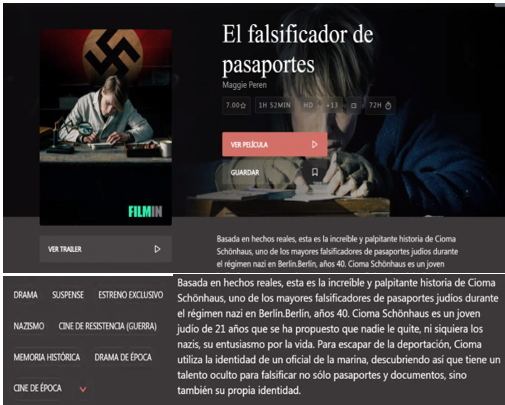 El falsificador de
pasaportes
Maggie Peren
7.00☆ 1H 52MIN HD +13 72H
VER PELÍCULA
GUARDAR
FILMIN
VER TRAILER
Basada en hechos reales, esta es la increíble y palpitante historia de Cioma
Schönhaus, uno de los mayores falsificadores de pasaportes judíos durante
el régimen nazi en Berlín.Berlín, años 40. Cioma Schönhaus es un joven
DRAMA SUSPENSE ESTRENO EXCLUSIVO
NAZISMO CINE DE RESISTENCIA (GUERRA)
MEMORIA HISTÓRICA DRAMA DE ÉPOCA
CINE DE ÉPOCA
Basada en hechos reales, esta es la increíble y palpitante historia de Cioma
Schönhaus, uno de los mayores falsificadores de pasaportes judíos durante
el régimen nazi en Berlín.Berlín, años 40. Cioma Schönhaus es un joven
judío de 21 años que se ha propuesto que nadie le quite, ni siquiera los
nazis, su entusiasmo por la vida. Para escapar de la deportación, Cioma
utiliza la identidad de un oficial de la marina, descubriendo así que tiene un
talento oculto para falsificar no sólo pasaportes y documentos, sino
también su propia identidad.